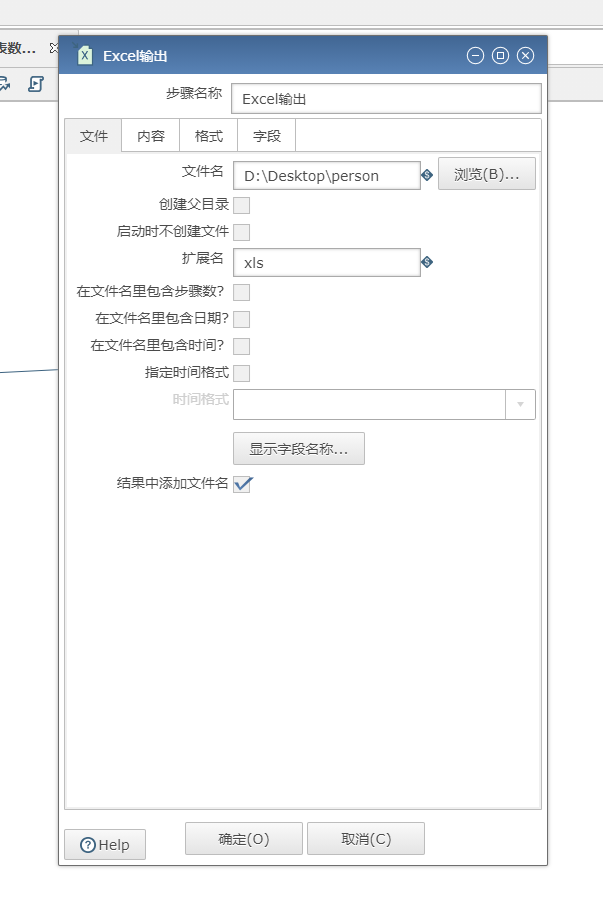 表数...
Excel输出
步骤名称 Excel输出
文件 内容 格式 字段
文件名 D:\Desktop\person 浏览(B)...
创建父目录
启动时不创建文件
扩展名 xls
在文件名里包含步骤数?
在文件名里包含日期?
在文件名里包含时间?
指定时间格式
时间格式
显示字段名称...
结果中添加文件名
Help 确定(O) 取消(C)